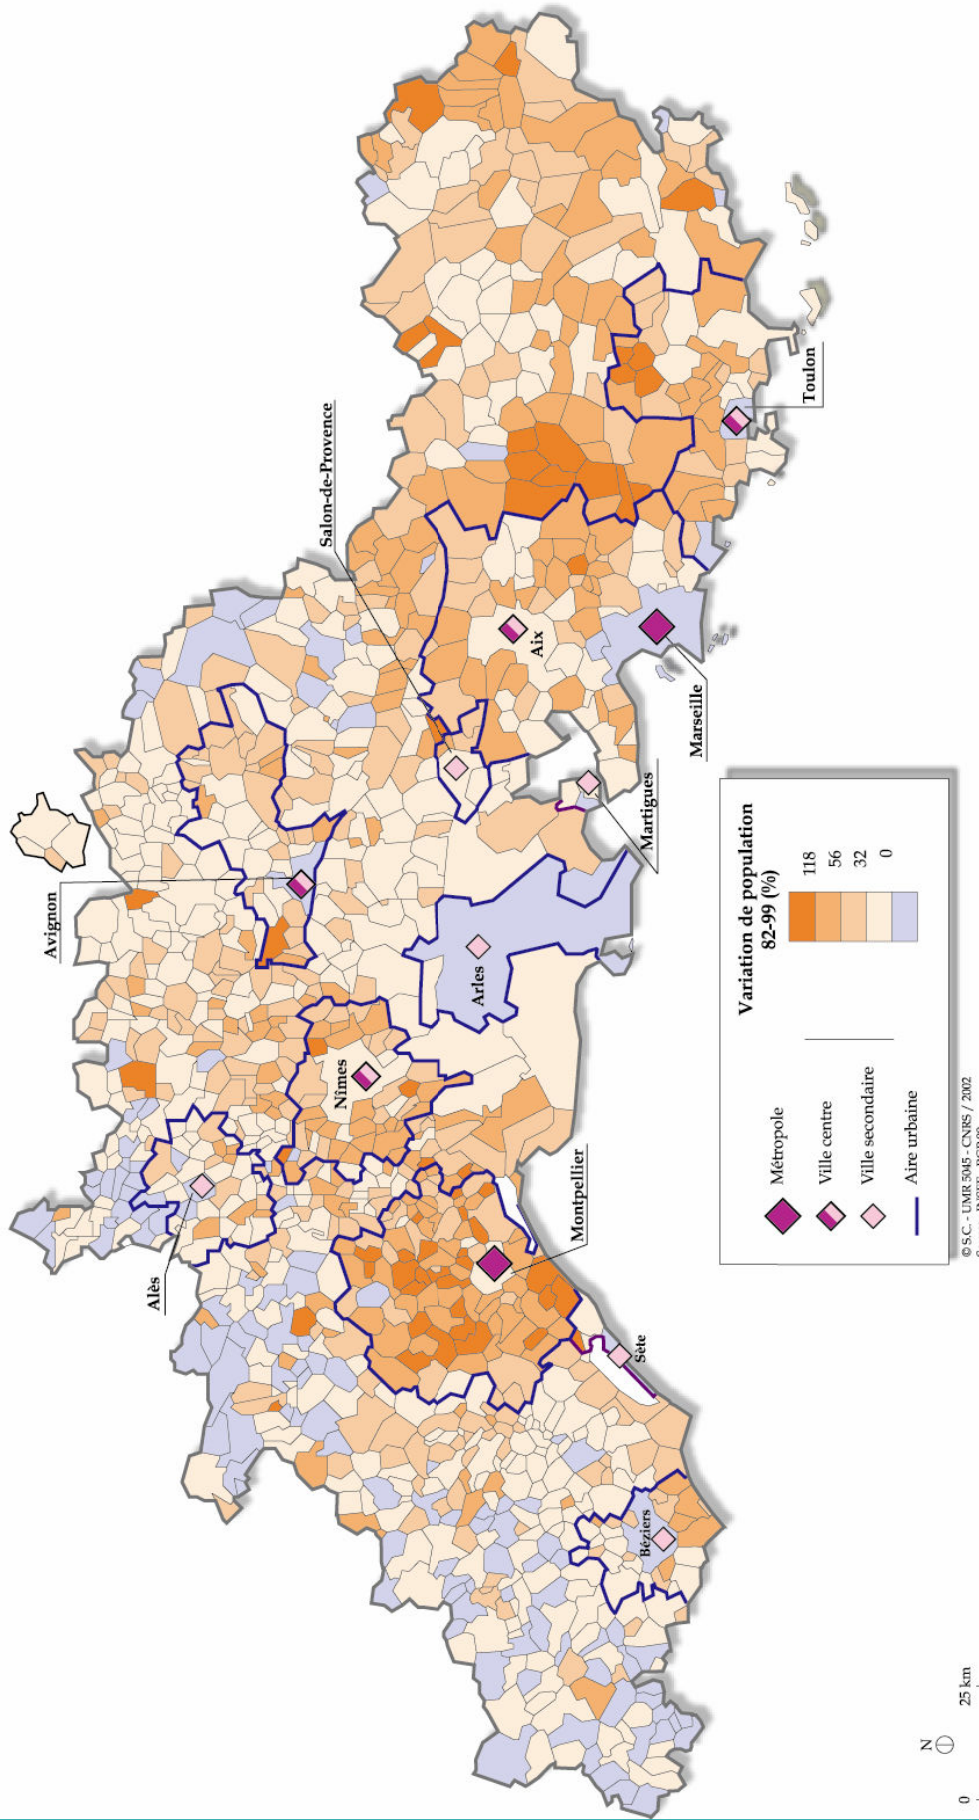 Avignon
Salon-de-Provence
Alès
Nîmes
Arles
Aix
Montpellier
Sète
Béziers
Martigues
Marseille
Toulon
Métropole
Ville centre
Ville secondaire
Aire urbaine
Variation de population
82-99 (%)
118
56
32
0
N
0 25 km
© S.C. - UMR 5045 - CNRS / 2002